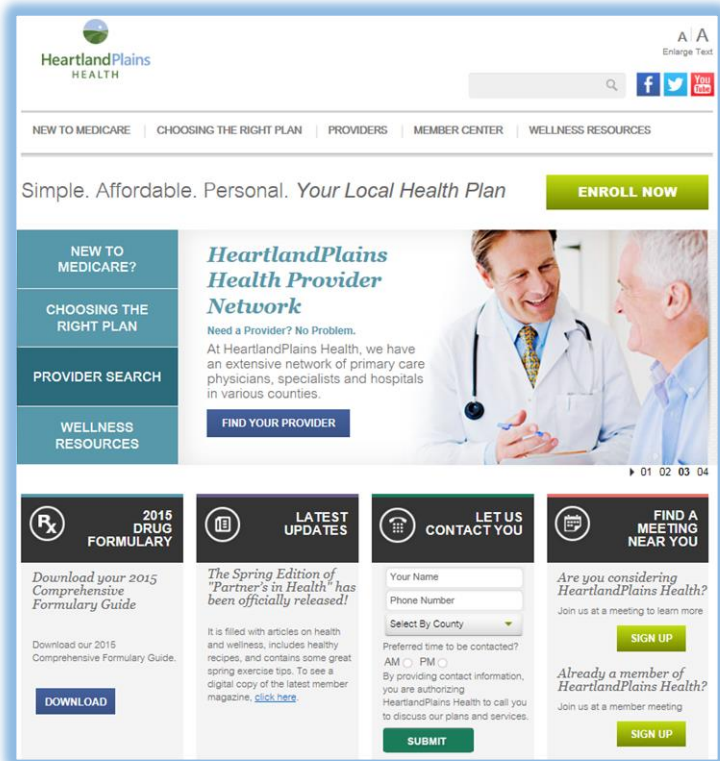 HeartlandPlains
HEALTH
A A
Enlarge Text
f You
Tube
NEW TO MEDICARE CHOOSING THE RIGHT PLAN PROVIDERS MEMBER CENTER WELLNESS RESOURCES
Simple. Affordable. Personal. Your Local Health Plan
ENROLL NOW
NEW TO
MEDICARE?
CHOOSING THE
RIGHT PLAN
PROVIDER SEARCH
WELLNESS
RESOURCES
HeartlandPlains
Health Provider
Network
Need a Provider? No Problem.
At HeartlandPlains Health, we have
an extensive network of primary care
physicians, specialists and hospitals
in various counties.
FIND YOUR PROVIDER
01 02 03 04
Rx
2015
DRUG
FORMULARY
Download your 2015
Comprehensive
Formulary Guide
Download our 2015
Comprehensive Formulary Guide.
DOWNLOAD
LATEST
UPDATES
The Spring Edition of
"Partner's in Health" has
been officially released!
It is filled with articles on health
and wellness, includes healthy
recipes, and contains some great
spring exercise tips. To see a
digital copy of the latest member
magazine, click here.
LET US
CONTACT YOU
Your Name
Phone Number
Select By County
Preferred time to be contacted?
AM PM
By providing contact information,
you are authorizing
HeartlandPlains Health to call you
to discuss our plans and services.
SUBMIT
FIND A
MEETING
NEAR YOU
Are you considering
HeartlandPlains Health?
Join us at a meeting to learn more
SIGN UP
Already a member of
HeartlandPlains Health?
Join us at a member meeting
SIGN UP